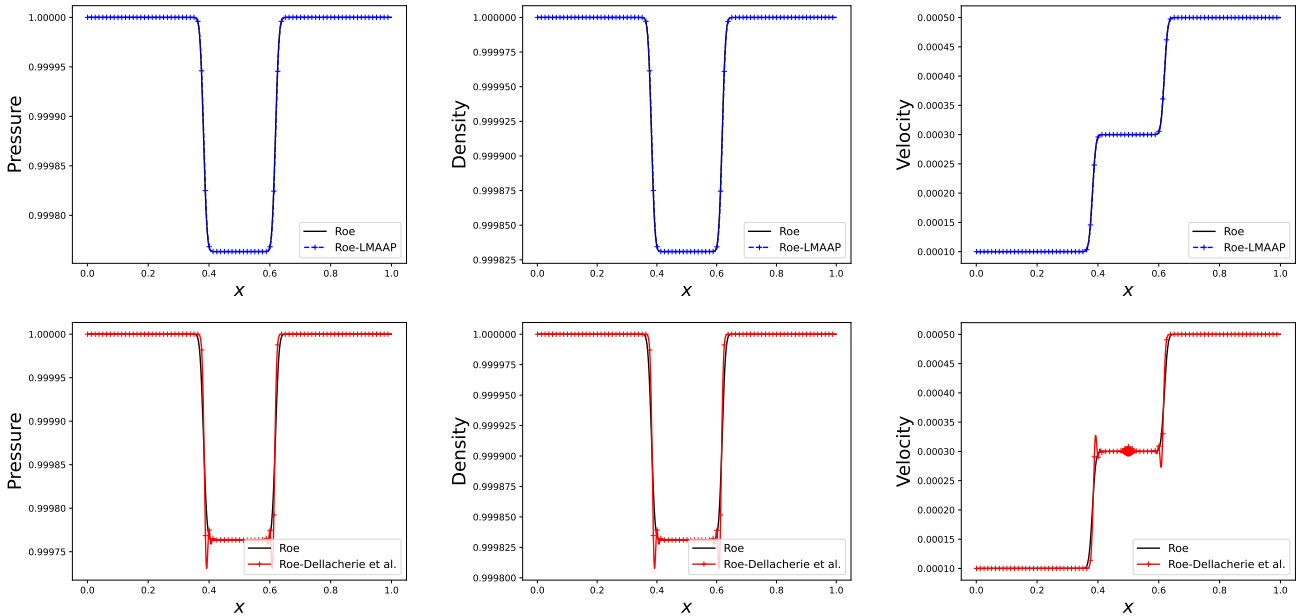 Pressure
1.00000
0.99995
0.99990
0.99985
0.99980
0.0 0.2 0.4 0.6 0.8 1.0
x
Roe
Roe-LMAAP
Density
1.000000
0.999975
0.999950
0.999925
0.999900
0.999875
0.999850
0.999825
0.0 0.2 0.4 0.6 0.8 1.0
x
Roe
Roe-LMAAP
Velocity
0.00050
0.00045
0.00040
0.00035
0.00030
0.00025
0.00020
0.00015
0.00010
0.0 0.2 0.4 0.6 0.8 1.0
x
Roe
Roe-LMAAP
Pressure
1.00000
0.99995
0.99990
0.99985
0.99980
0.99975
0.0 0.2 0.4 0.6 0.8 1.0
x
Roe
Roe-Dellacherie et al.
Density
1.000000
0.999975
0.999950
0.999925
0.999900
0.999875
0.999850
0.999825
0.999800
0.0 0.2 0.4 0.6 0.8 1.0
x
Roe
Roe-Dellacherie et al.
Velocity
0.00050
0.00045
0.00040
0.00035
0.00030
0.00025
0.00020
0.00015
0.00010
0.0 0.2 0.4 0.6 0.8 1.0
x
Roe
Roe-Dellacherie et al.